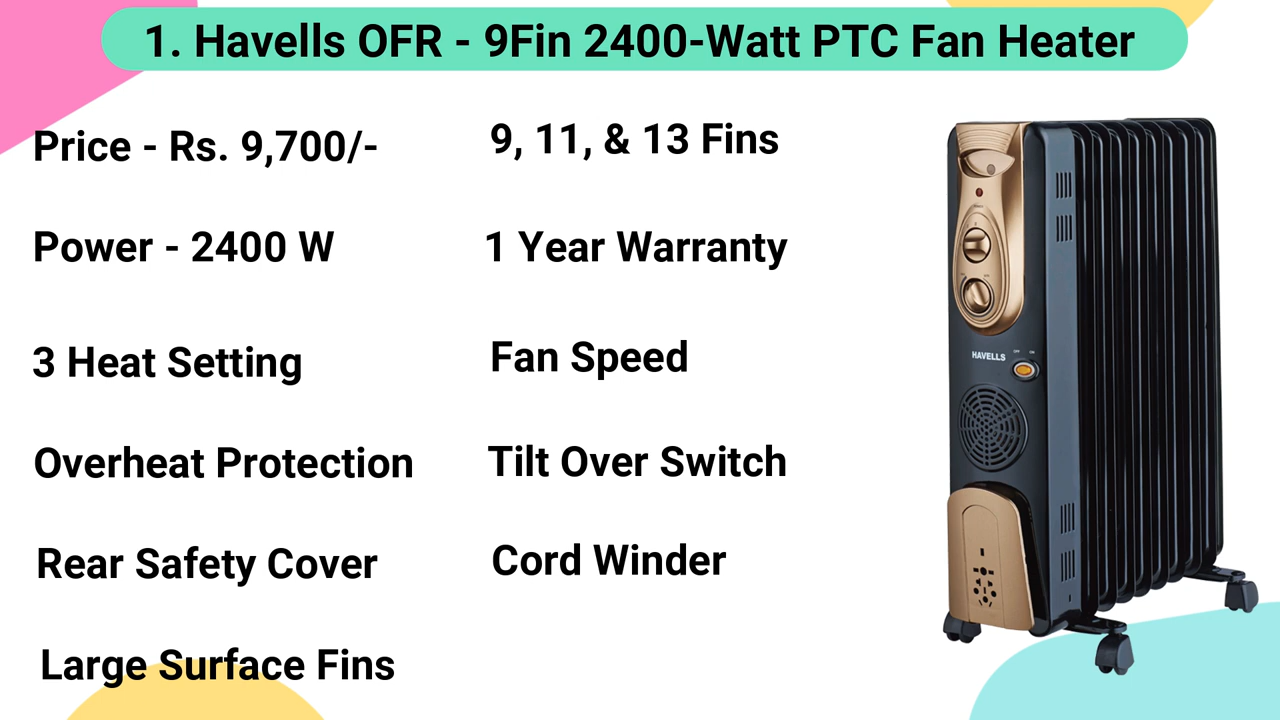 1. Havells OFR - 9Fin 2400-Watt PTC Fan Heater
Price - Rs. 9,700/-
Power - 2400 W
3 Heat Setting
Overheat Protection
Rear Safety Cover
Large Surface Fins
9, 11, & 13 Fins
1 Year Warranty
Fan Speed
Tilt Over Switch
Cord Winder
HAVELLS